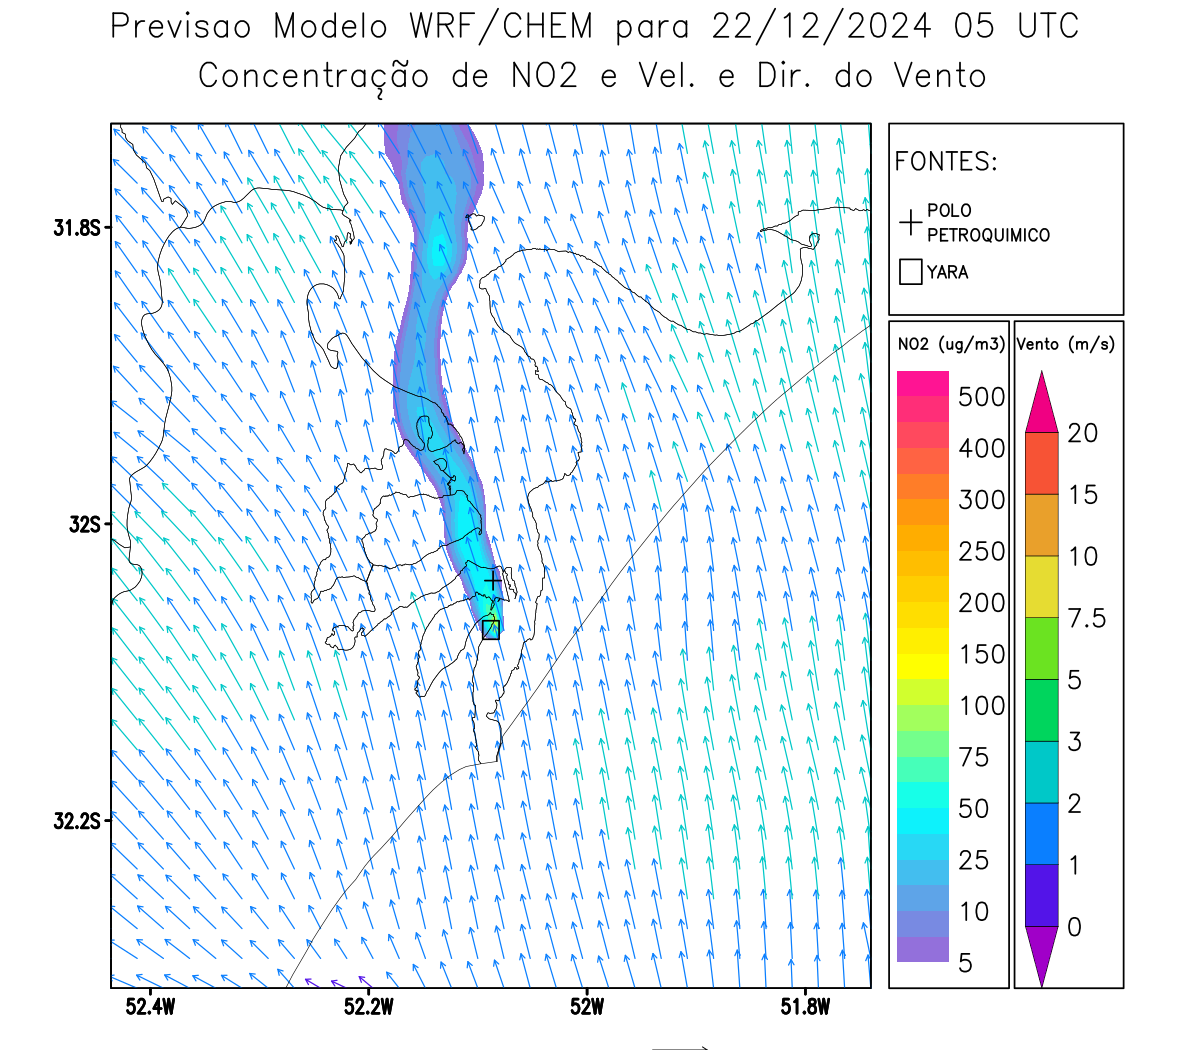 Previsao Modelo WRF/CHEM para 22/12/2024 05 UTC
Concentração de NO2 e Vel. e Dir. do Vento
FONTES:
POLO
PETROQUIMICO
YARA
NO2 (ug/m3)
500
400
300
250
200
150
100
75
50
25
10
5
Vento (m/s)
20
15
10
7.5
5
3
2
1
0
31.8S
32S
32.2S
52.4W
52.2W
52W
51.8W